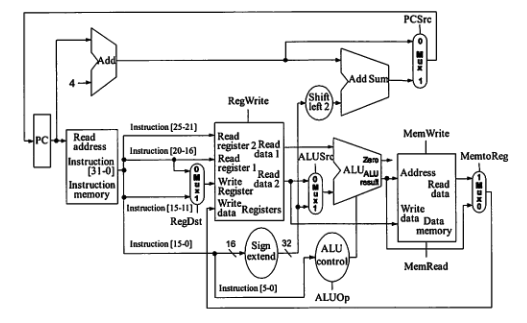 PCSrc
0
M
u
x
1
Add
4
Add Sum
Shift
left 2
RegWrite
PC
Read
address
Instruction
[31-0]
Instruction
memory
Instruction [25-21]
Instruction [20-16]
Instruction [15-11]
Instruction [15-0]
0
M
u
x
1
RegDst
Read
register 2
Read
register 1
Write
Register
Write
data
Read
data 1
Read
data 2
Registers
ALUSrc
0
M
u
x
1
Zero
ALU
ALU
result
MemWrite
Address
Read
data
Write
data
Data
memory
MemRead
MemtoReg
1
M
u
x
0
16
Sign
extend
32
ALU
control
Instruction [5-0]
ALUOp